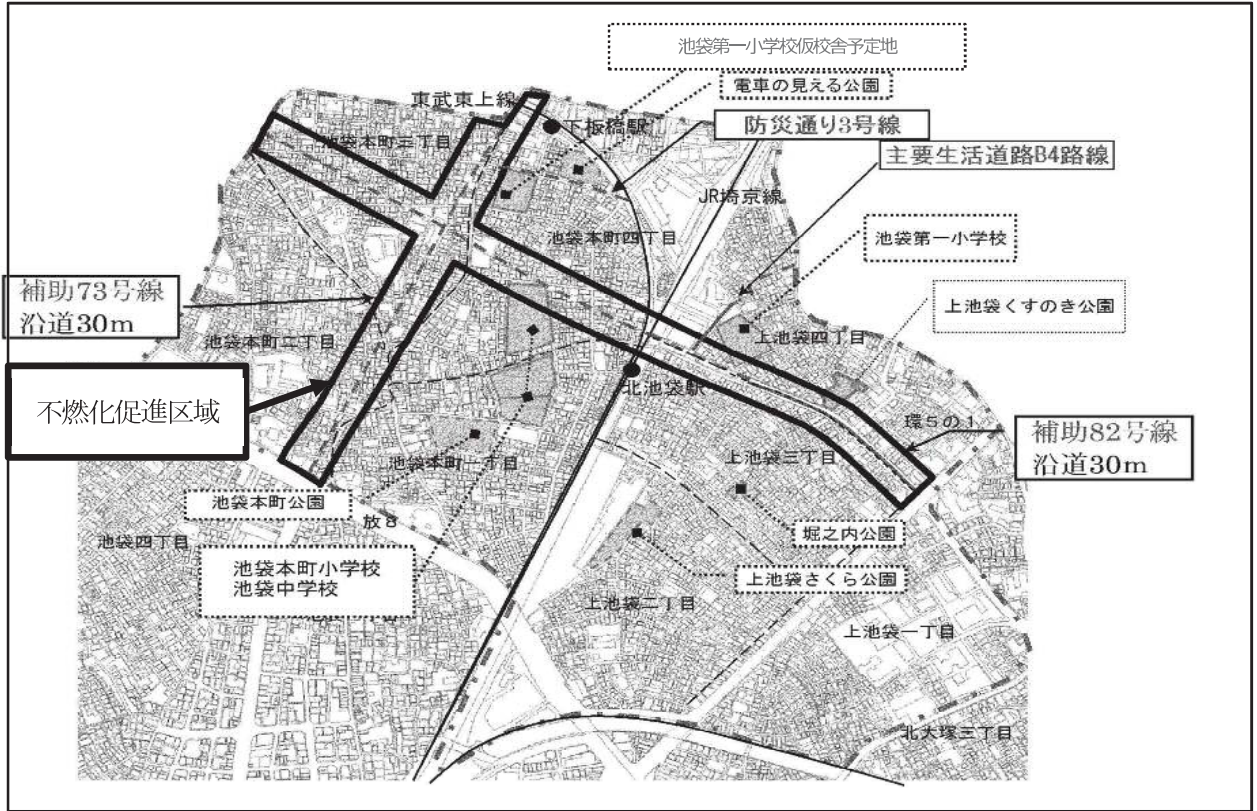 池袋第一小学校仮校舎予定地
電車の見える公園
東武東上線
下板橋駅
防災通り3号線
主要生活道路B4路線
池袋本町三丁目
JR埼京線
池袋本町四丁目
池袋第一小学校
補助73号線
沿道30m
上池袋くすのき公園
池袋本町二丁目
上池袋四丁目
不燃化促進区域
北池袋駅
環5の1
補助82号線
沿道30m
池袋本町一丁目
上池袋三丁目
池袋本町公園
放8
堀之内公園
池袋四丁目
池袋本町小学校
池袋中学校
上池袋さくら公園
上池袋二丁目
上池袋一丁目
北大塚三丁目